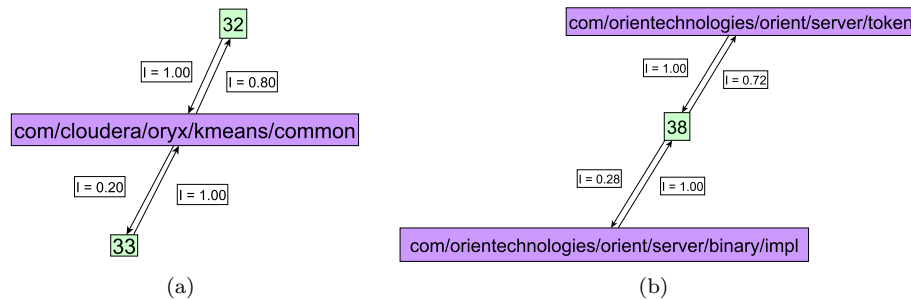 32
I = 1.00
I = 0.80
com/cloudera/oryx/kmeans/common
I = 0.20
I = 1.00
33
(a)
com/orientechnologies/orient/server/token
I = 1.00
I = 0.72
38
I = 0.28
I = 1.00
com/orientechnologies/orient/server/binary/impl
(b)